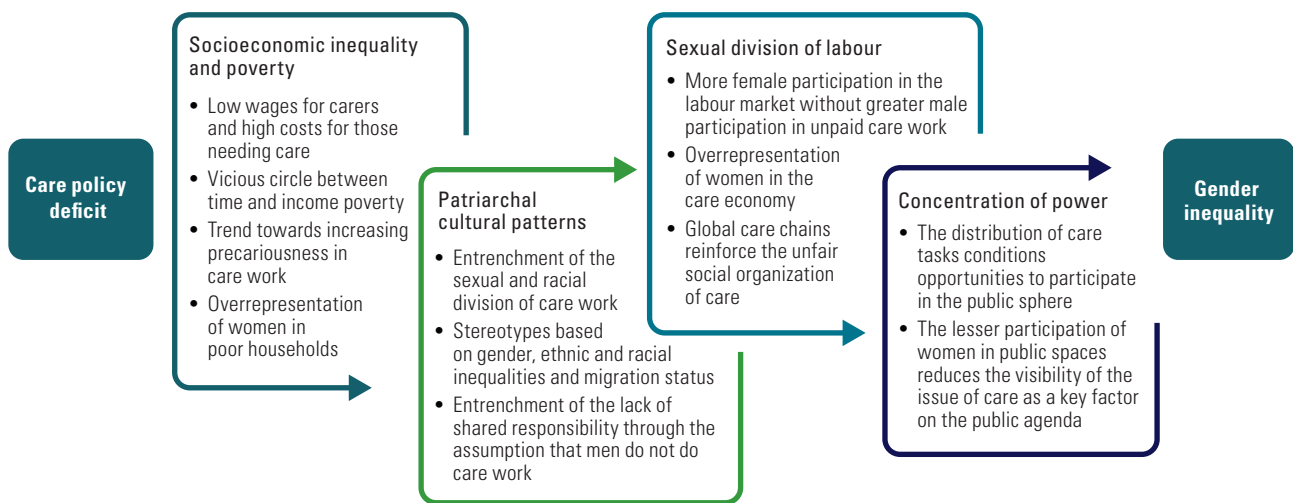 Care policy
deficit
Socioeconomic inequality
and poverty
• Low wages for carers
and high costs for those
needing care
• Vicious circle between
time and income poverty
• Trend towards increasing
precariousness in
care work
• Overrepresentation
of women in
poor households
Patriarchal
cultural patterns
• Entrenchment of the
sexual and racial
division of care work
• Stereotypes based
on gender, ethnic and racial
inequalities and migration status
• Entrenchment of the lack of
shared responsibility through the
assumption that men do not do
care work
Sexual division of labour
• More female participation in the
labour market without greater male
participation in unpaid care work
• Overrepresentation
of women in the
care economy
• Global care chains
reinforce the unfair
social organization
of care
Concentration of power
• The distribution of care
tasks conditions
opportunities to participate
in the public sphere
• The lesser participation of
women in public spaces
reduces the visibility of the
issue of care as a key factor
on the public agenda
Gender
inequality